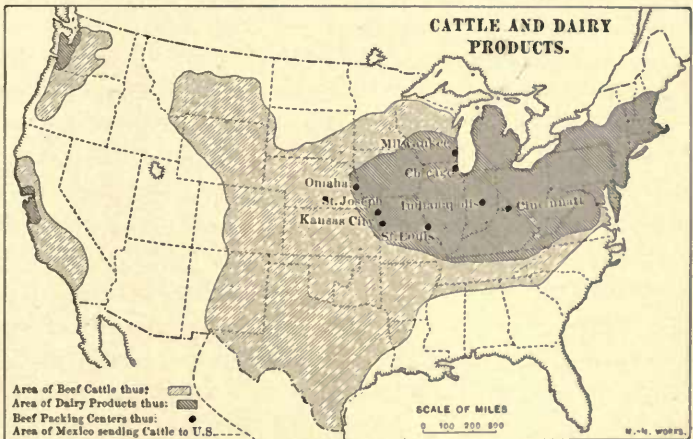 CATTLE AND DAIRY
PRODUCTS.
Milwaukee
Chicago
Omaha
St. Joseph
Indianapolis
Cincinnati
Kansas City
St. Louis
Area of Beef Cattle thus:
Area of Dairy Products thus:
Beef Packing Centers thus:
Area of Mexico sending Cattle to U.S.
SCALE OF MILES
0 100 200 300
M.-N. WORKS.